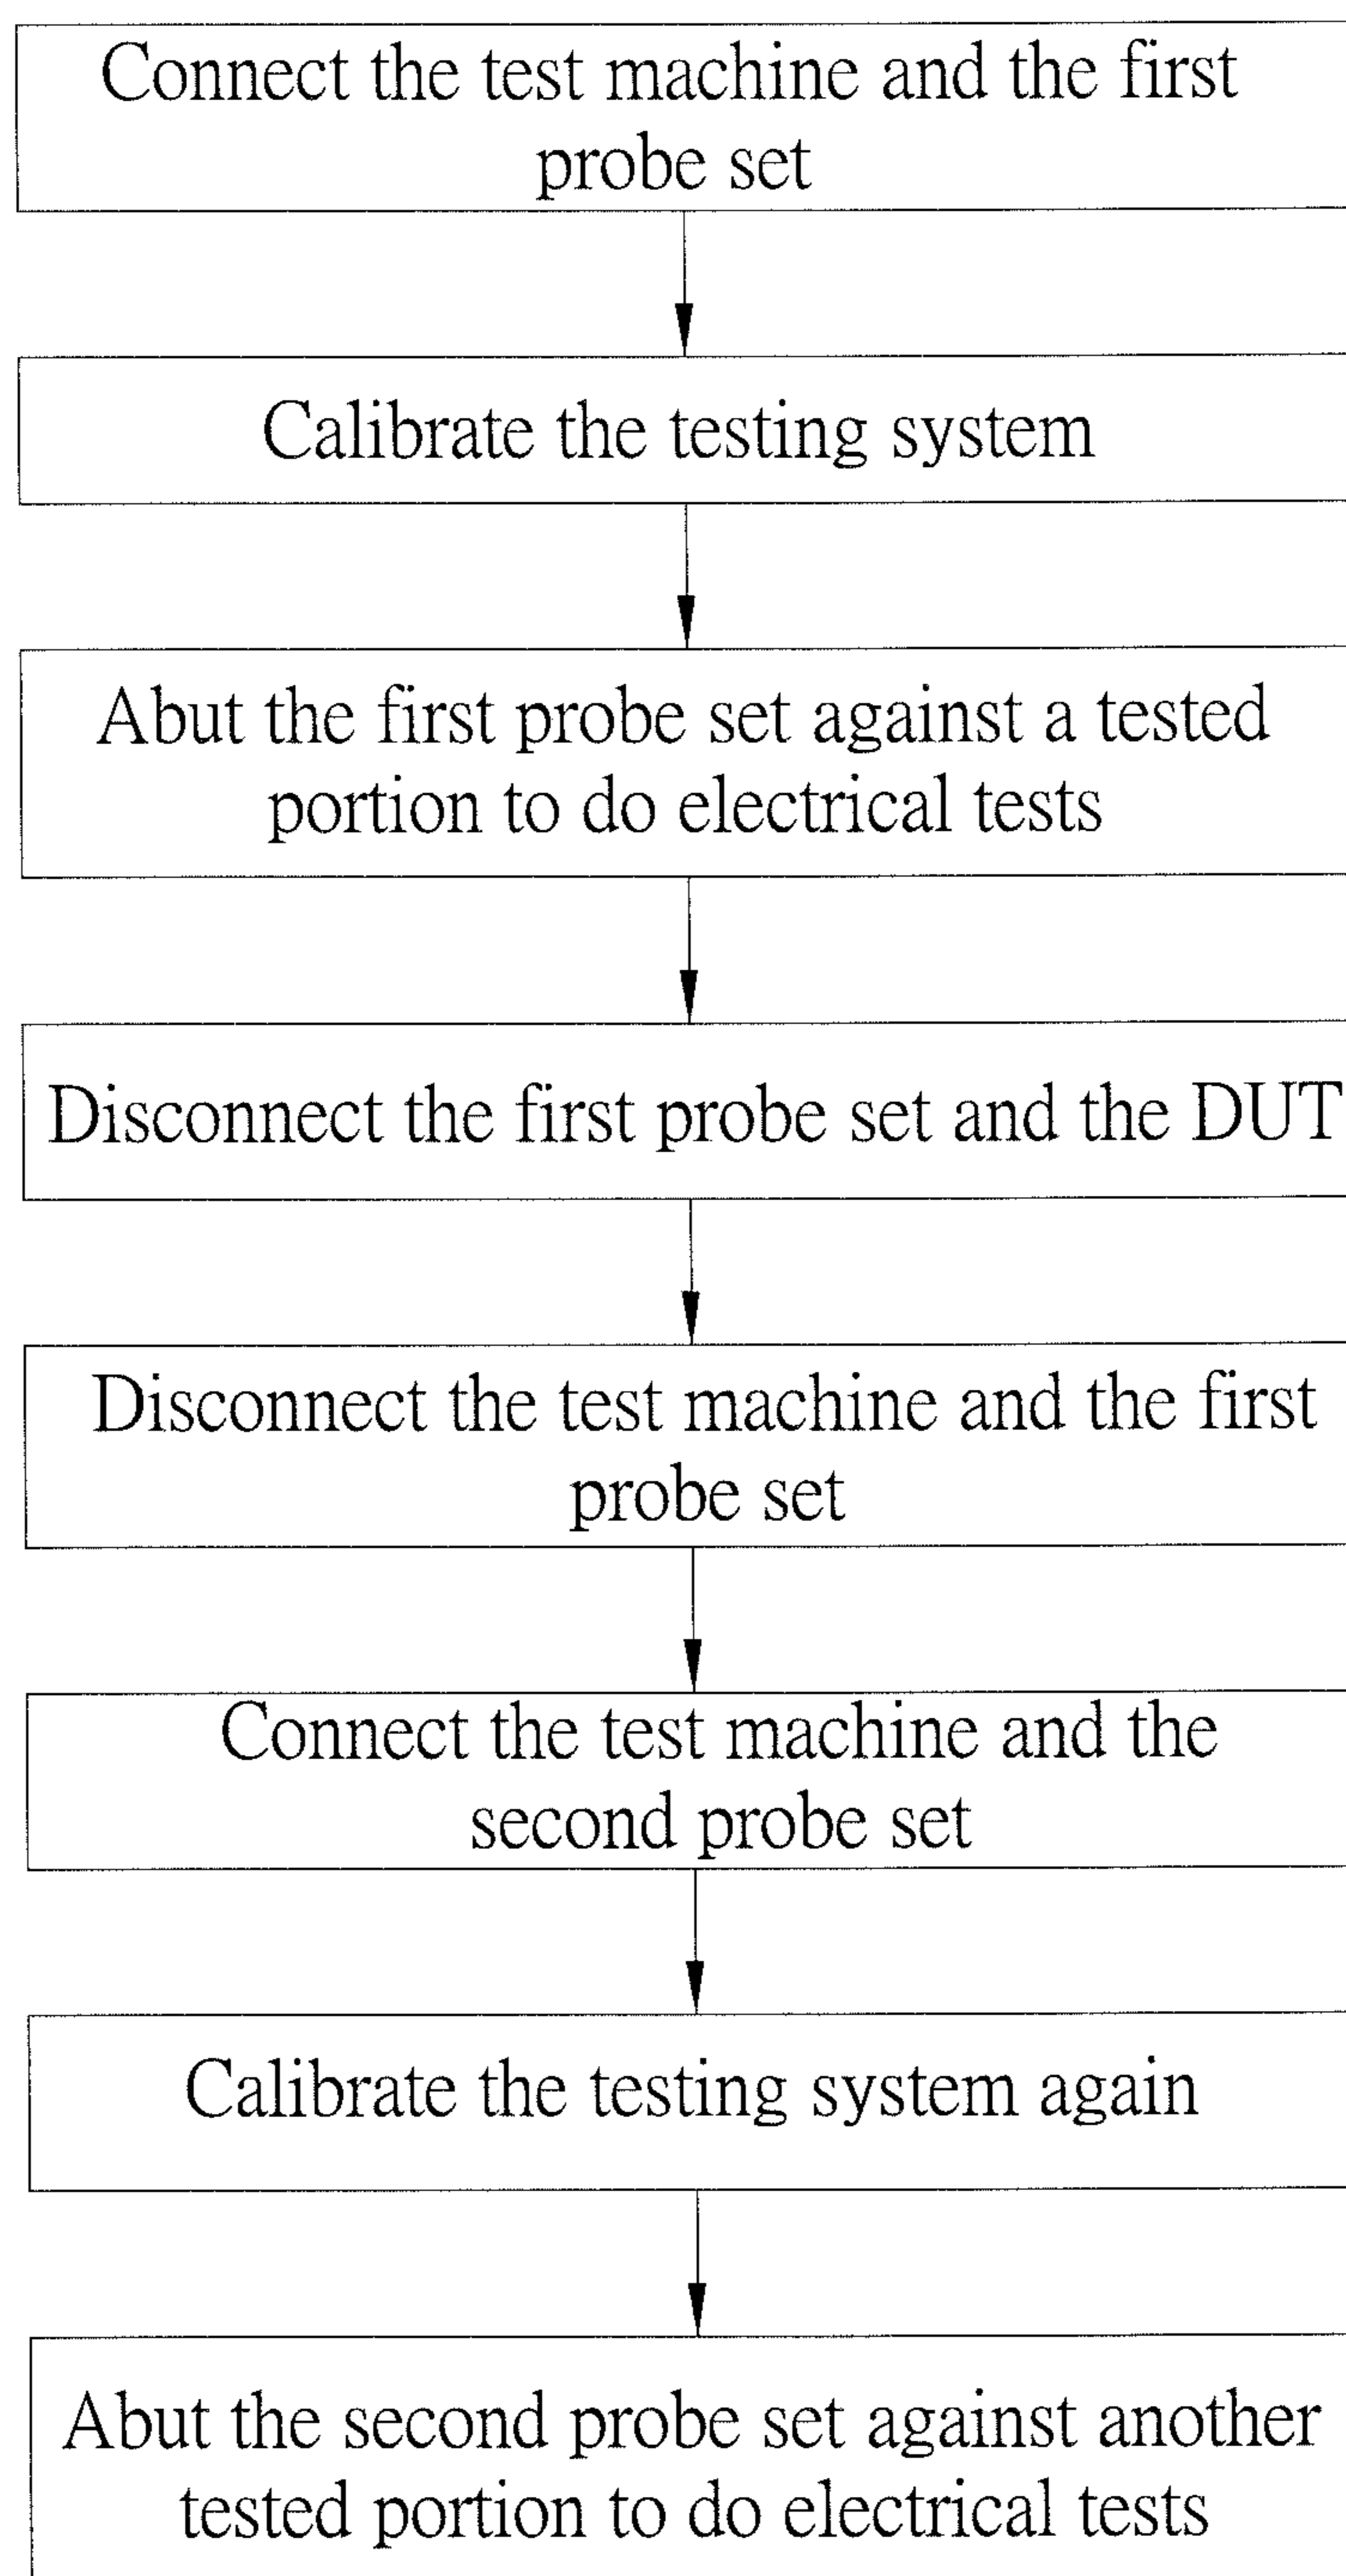 Connect the test machine and the first
probe set
Calibrate the testing system
Abut the first probe set against a tested
portion to do electrical tests
Disconnect the first probe set and the DUT
Disconnect the test machine and the first
probe set
Connect the test machine and the
second probe set
Calibrate the testing system again
Abut the second probe set against another
tested portion to do electrical tests